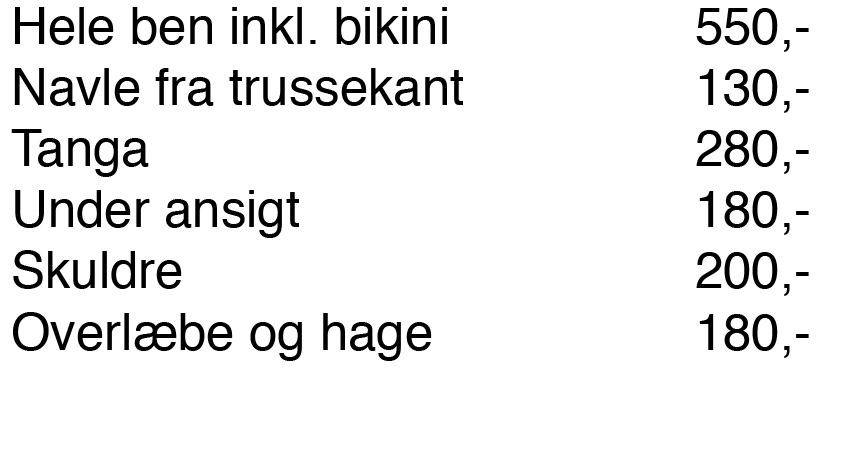 Hele ben inkl. bikini 550,-
Navle fra trussekant 130,-
Tanga 280,-
Under ansigt 180,-
Skuldre 200,-
Overlæbe og hage 180,-